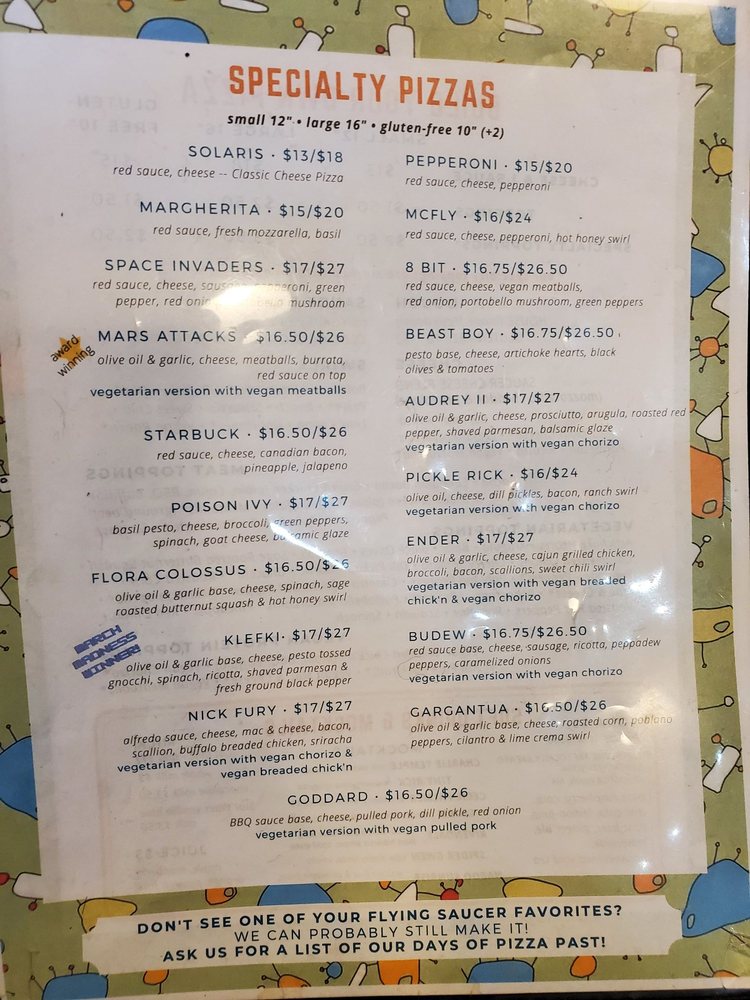 SPECIALTY PIZZAS
small 12" • large 16" • gluten-free 10" (+2)
SOLARIS · $13/$18
red sauce, cheese -- Classic Cheese Pizza
MARGHERITA · $15/$20
red sauce, fresh mozzarella, basil
SPACE INVADERS · $17/$27
red sauce, cheese, sausage, pepperoni, green
pepper, red onion, portobello mushroom
award
winning
MARS ATTACKS · $16.50/$26
olive oil & garlic, cheese, meatballs, burrata,
red sauce on top
vegetarian version with vegan meatballs
STARBUCK · $16.50/$26
red sauce, cheese, canadian bacon,
pineapple, jalapeno
POISON IVY · $17/$27
basil pesto, cheese, broccoli, green peppers,
spinach, goat cheese, balsamic glaze
FLORA COLOSSUS · $16.50/$26
olive oil & garlic base, cheese, spinach, sage
roasted butternut squash & hot honey swirl
MARCH
MADNESS
WINNER!
KLEFKI· $17/$27
olive oil & garlic base, cheese, pesto tossed
gnocchi, spinach, ricotta, shaved parmesan &
fresh ground black pepper
NICK FURY · $17/$27
alfredo sauce, cheese, mac & cheese, bacon,
scallion, buffalo breaded chicken, sriracha
vegetarian version with vegan chorizo &
vegan breaded chick'n
PEPPERONI · $15/$20
red sauce, cheese, pepperoni
MCFLY · $16/$24
red sauce, cheese, pepperoni, hot honey swirl
8 BIT · $16.75/$26.50
red sauce, cheese, vegan meatballs,
red onion, portobello mushroom, green peppers
BEAST BOY · $16.75/$26.50
pesto base, cheese, artichoke hearts, black
olives & tomatoes
AUDREY II · $17/$27
olive oil & garlic, cheese, prosciutto, arugula, roasted red
pepper, shaved parmesan, balsamic glaze
vegetarian version with vegan chorizo
PICKLE RICK · $16/$24
olive oil, cheese, dill pickles, bacon, ranch swirl
vegetarian version with vegan chorizo
ENDER · $17/$27
olive oil & garlic, cheese, cajun grilled chicken,
broccoli, bacon, scallions, sweet chili swirl
vegetarian version with vegan breaded
chick'n & vegan chorizo
BUDEW · $16.75/$26.50
red sauce base, cheese, sausage, ricotta, peppadew
peppers, caramelized onions
vegetarian version with vegan chorizo
GARGANTUA · $16.50/$26
olive oil & garlic base, cheese, roasted corn, poblano
peppers, cilantro & lime crema swirl
GODDARD · $16.50/$26
BBQ sauce base, cheese, pulled pork, dill pickle, red onion
vegetarian version with vegan pulled pork
DON'T SEE ONE OF YOUR FLYING SAUCER FAVORITES?
WE CAN PROBABLY STILL MAKE IT!
ASK US FOR A LIST OF OUR DAYS OF PIZZA PAST!